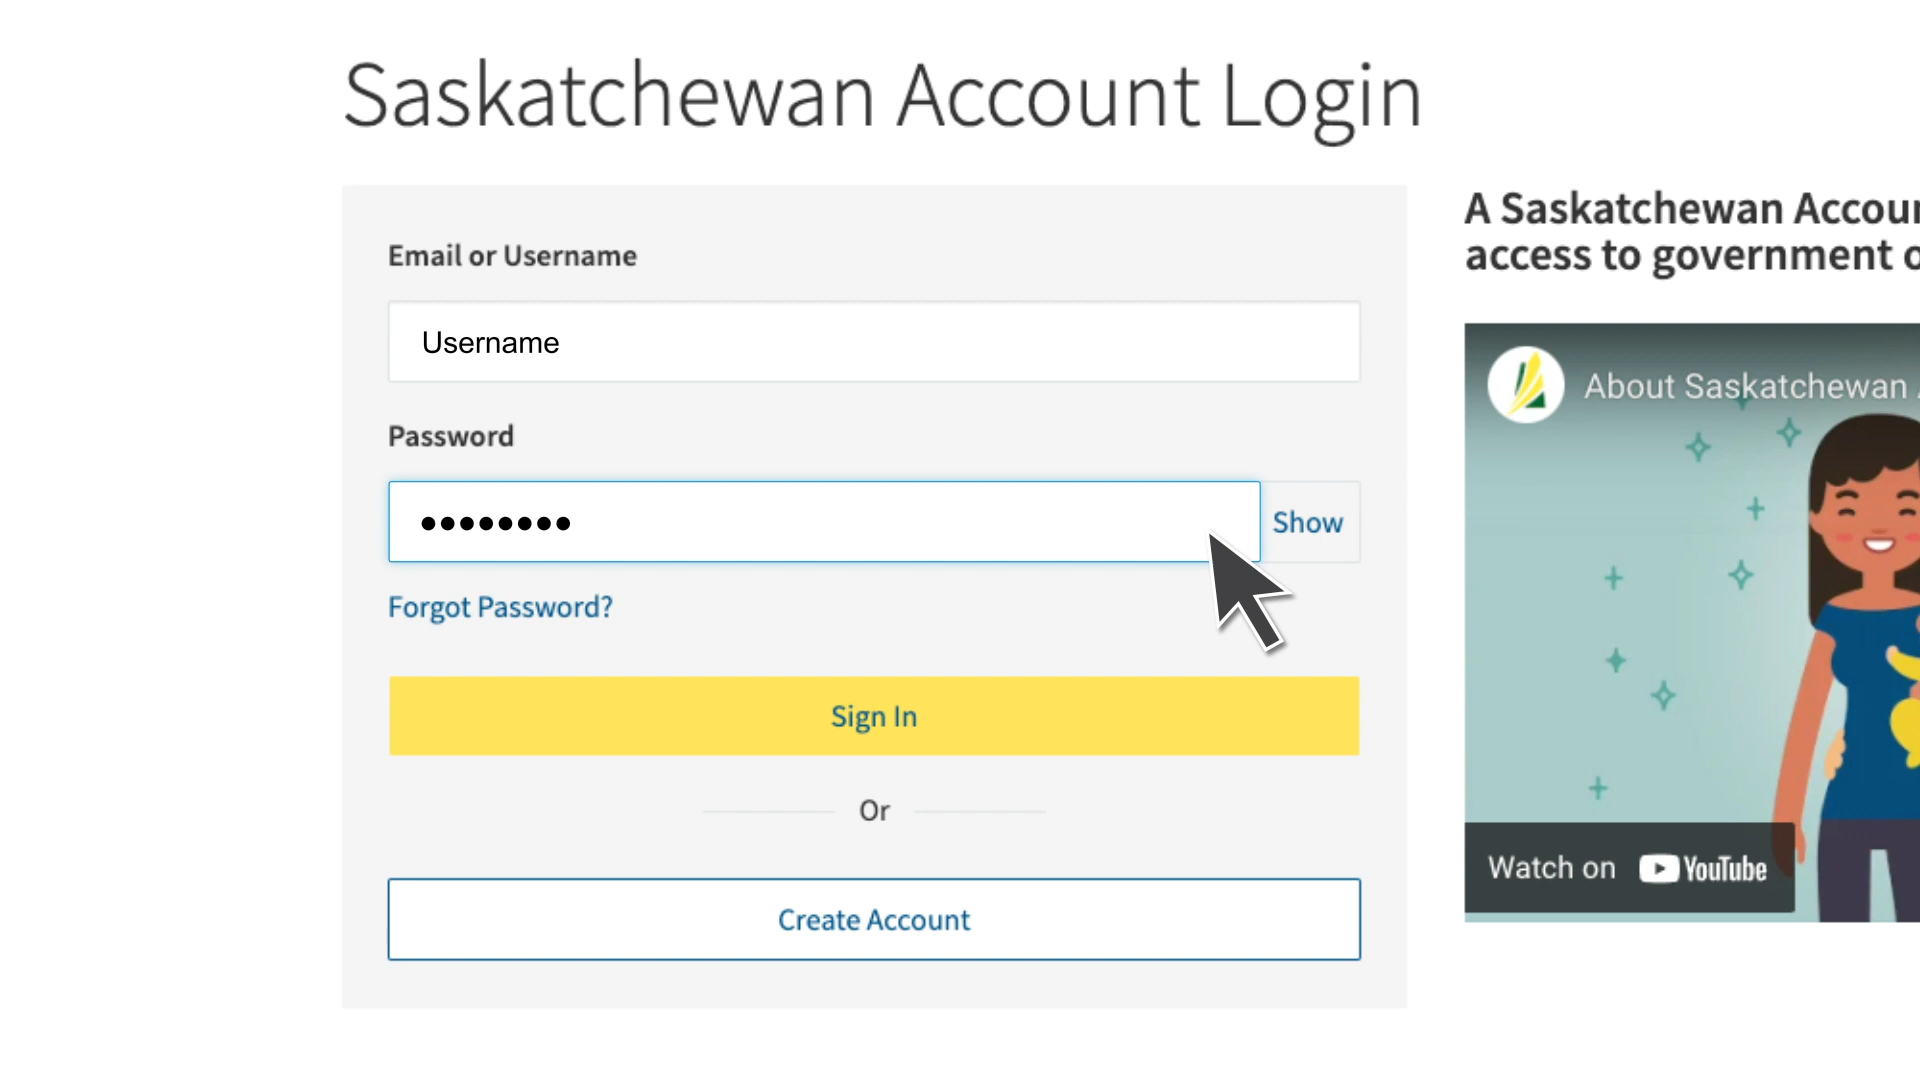 Saskatchewan Account Login
Email or Username
Username
Password
Show
Forgot Password?
Sign In
Or
Create Account
A Saskatchewan
access to government
About Saskatchewan
Watch on YouTube